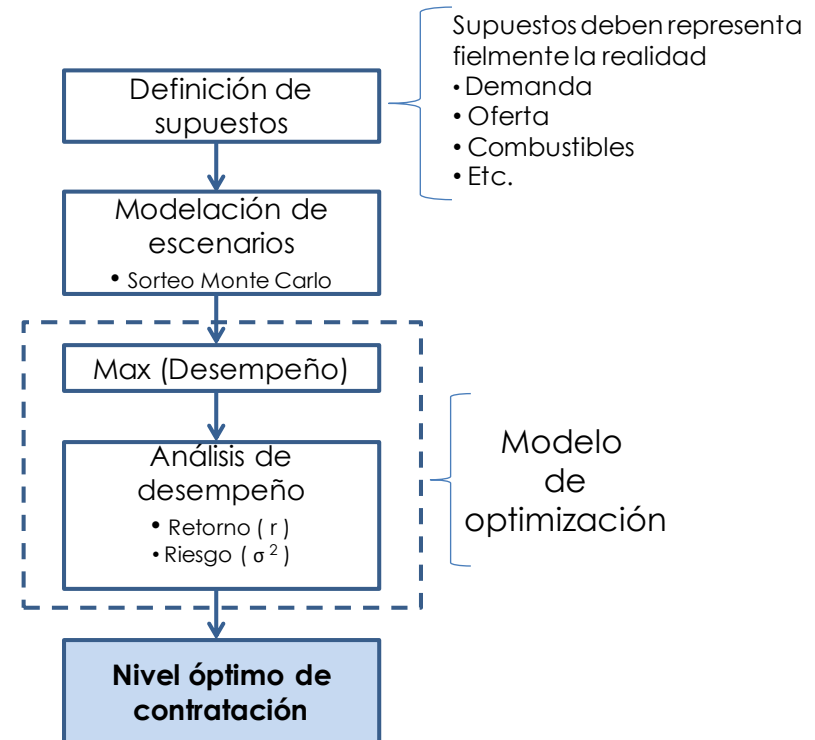 Supuestos deben representa
fielmente la realidad
• Demanda
• Oferta
• Combustibles
• Etc.
Definición de
supuestos
Modelación de
escenarios
• Sorteo Monte Carlo
Max (Desempeño)
Análisis de
desempeño
• Retorno ( r )
• Riesgo ( σ ² )
Modelo
de
optimización
Nivel óptimo de
contratación